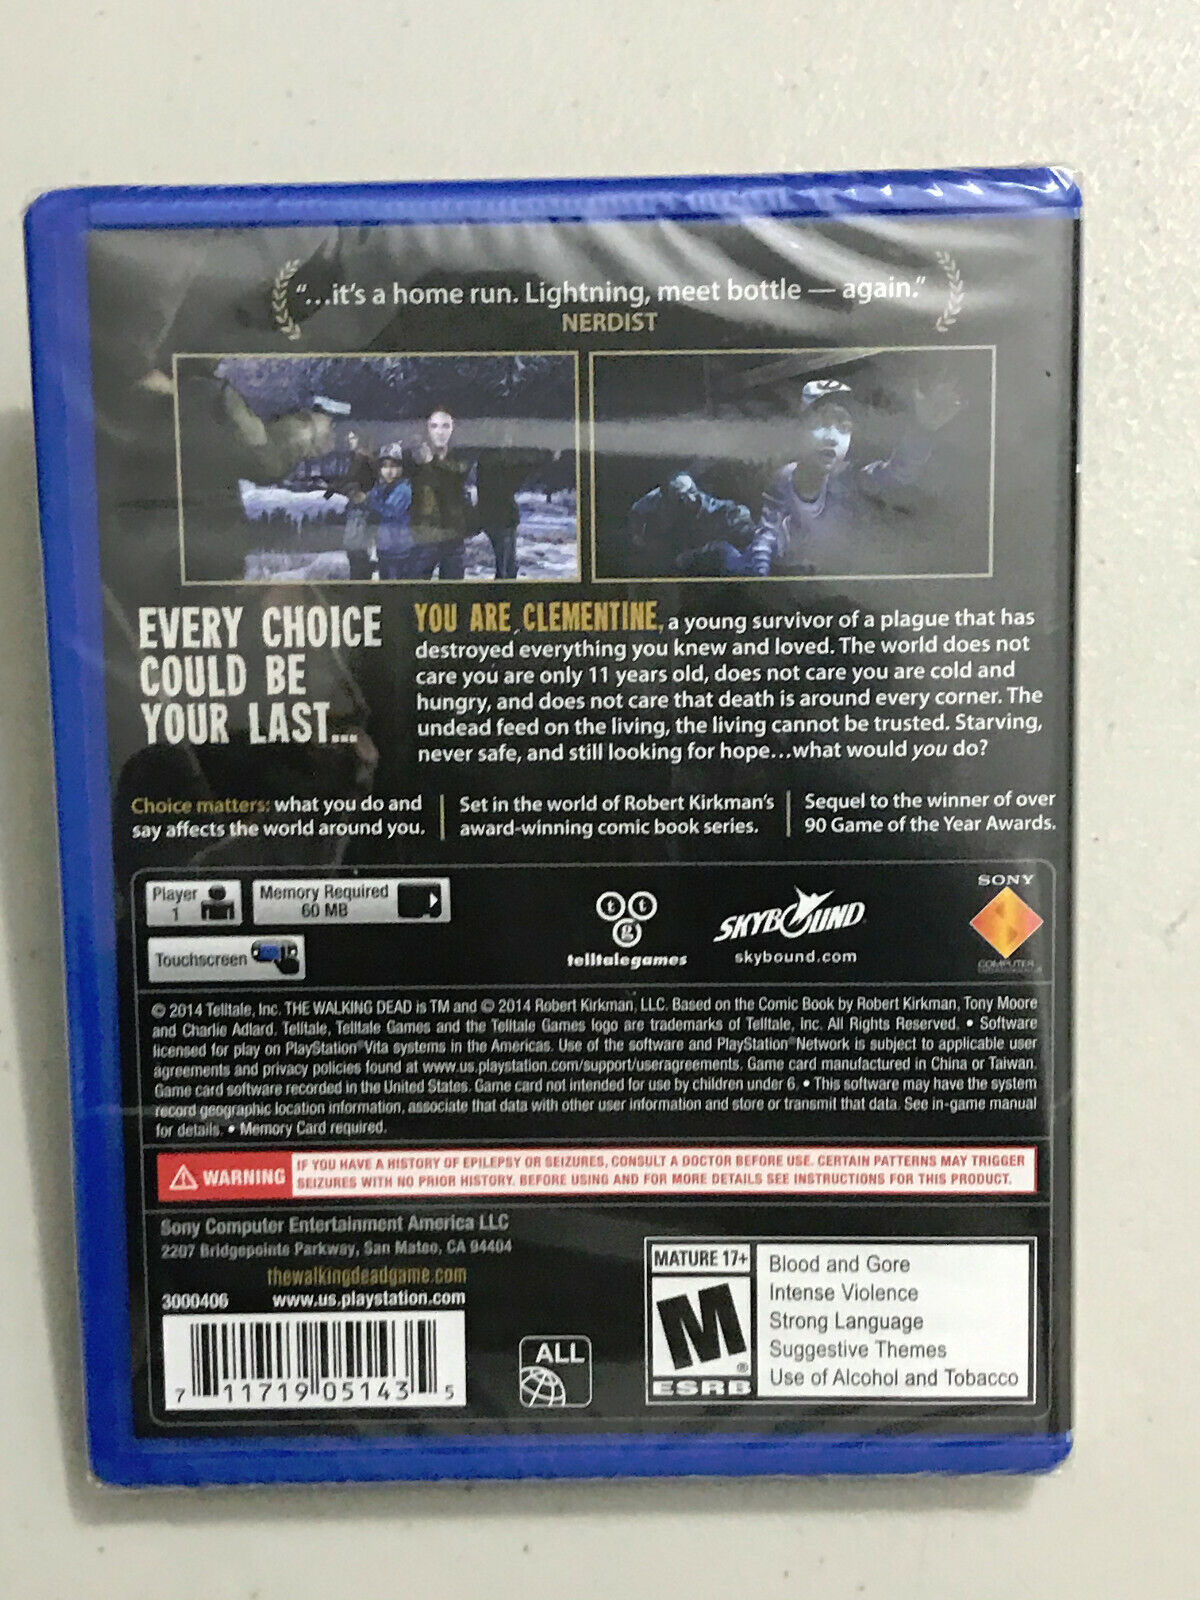 “...it's a home run. Lightning, meet bottle — again.”
NERDIST
EVERY CHOICE
COULD BE
YOUR LAST...
YOU ARE CLEMENTINE, a young survivor of a plague that has
destroyed everything you knew and loved. The world does not
care you are only 11 years old, does not care you are cold and
hungry, and does not care that death is around every corner. The
undead feed on the living, the living cannot be trusted. Starving,
never safe, and still looking for hope...what would you do?
Choice matters: what you do and
say affects the world around you.
Set in the world of Robert Kirkman's
award-winning comic book series.
Sequel to the winner of over
90 Game of the Year Awards.
Player
1
Memory Required
60 MB
Touchscreen
ttg
telltalegames
SKYBOUND
skybound.com
SONY
COMPUTER
© 2014 Telltale, Inc. THE WALKING DEAD is TM and © 2014 Robert Kirkman, LLC. Based on the Comic Book by Robert Kirkman, Tony Moore
and Charlie Adlard. Telltale, Telltale Games and the Telltale Games logo are trademarks of Telltale, Inc. All Rights Reserved. • Software
licensed for play on PlayStation®Vita systems in the Americas. Use of the software and PlayStation®Network is subject to applicable user
agreements and privacy policies found at www.us.playstation.com/support/useragreements. Game card manufactured in China or Taiwan.
Game card software recorded in the United States. Game card not intended for use by children under 6. • This software may have the system
record geographic location information, associate that data with other user information and store or transmit that data. See in-game manual
for details. • Memory Card required.
WARNING
IF YOU HAVE A HISTORY OF EPILEPSY OR SEIZURES, CONSULT A DOCTOR BEFORE USE. CERTAIN PATTERNS MAY TRIGGER
SEIZURES WITH NO PRIOR HISTORY. BEFORE USING AND FOR MORE DETAILS SEE INSTRUCTIONS FOR THIS PRODUCT.
Sony Computer Entertainment America LLC
2207 Bridgepointe Parkway, San Mateo, CA 94404
thewalkingdeadgame.com
3000406 www.us.playstation.com
7 11719 05143 5
ALL
MATURE 17+
M
®
ESRB
Blood and Gore
Intense Violence
Strong Language
Suggestive Themes
Use of Alcohol and Tobacco